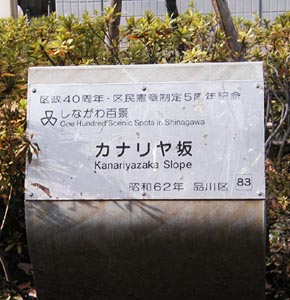 区政40周年・区民憲章制定5周年記念
しながわ百景
One Hundred Scenic Spots in Shinagawa
カナリヤ坂
Kanariyazaka Slope
昭和62年 品川区 83